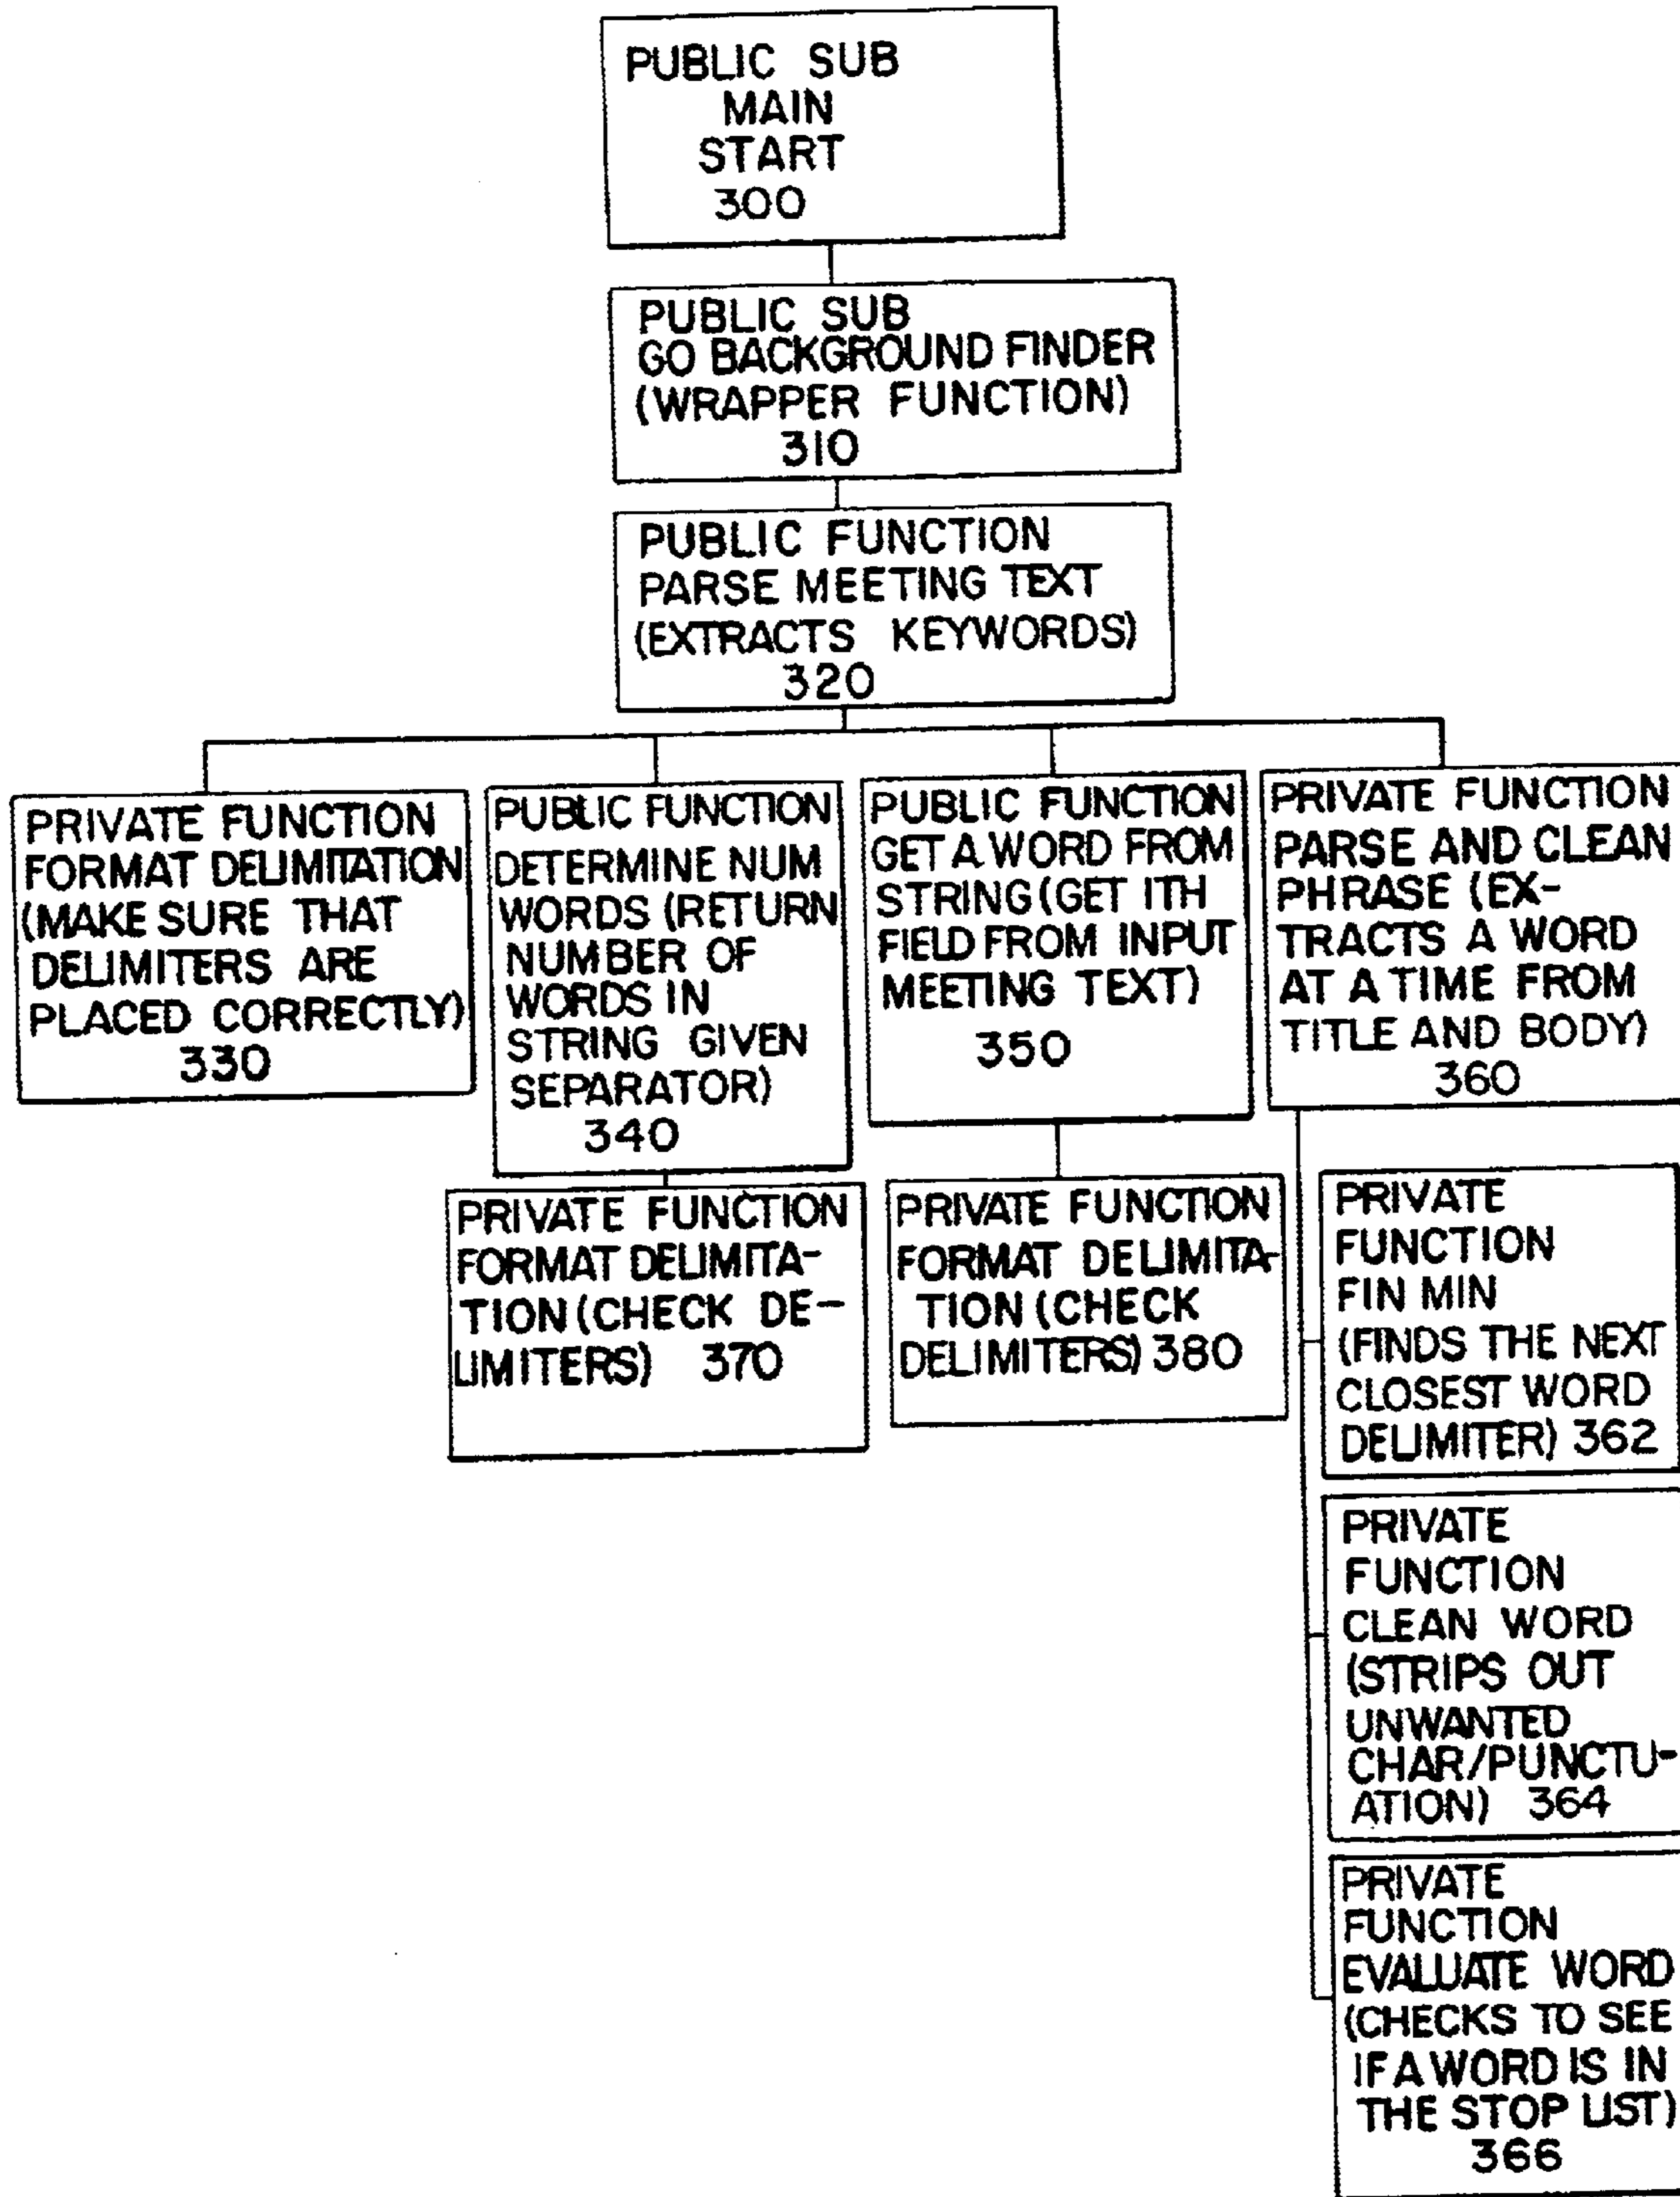 PUBLIC SUB
MAIN
START
300
PUBLIC SUB
GO BACKGROUND FINDER
(WRAPPER FUNCTION)
310
PUBLIC FUNCTION
PARSE MEETING TEXT
(EXTRACTS KEYWORDS)
320
PRIVATE FUNCTION
FORMAT DELIMITATION
(MAKE SURE THAT
DELIMITERS ARE
PLACED CORRECTLY)
330
PUBLIC FUNCTION
DETERMINE NUM
WORDS (RETURN
NUMBER OF
WORDS IN
STRING GIVEN
SEPARATOR)
340
PUBLIC FUNCTION
GET A WORD FROM
STRING (GET ITH
FIELD FROM INPUT
MEETING TEXT)
350
PRIVATE FUNCTION
PARSE AND CLEAN
PHRASE (EX-
TRACTS A WORD
AT A TIME FROM
TITLE AND BODY)
360
PRIVATE FUNCTION
FORMAT DELIMITA-
TION (CHECK DE-
LIMITERS) 370
PRIVATE FUNCTION
FORMAT DELIMITA-
TION (CHECK
DELIMITERS) 380
PRIVATE
FUNCTION
FIN MIN
(FINDS THE NEXT
CLOSEST WORD
DELIMITER) 362
PRIVATE
FUNCTION
CLEAN WORD
(STRIPS OUT
UNWANTED
CHAR/PUNCTU-
ATION) 364
PRIVATE
FUNCTION
EVALUATE WORD
(CHECKS TO SEE
IF A WORD IS IN
THE STOP LIST)
366